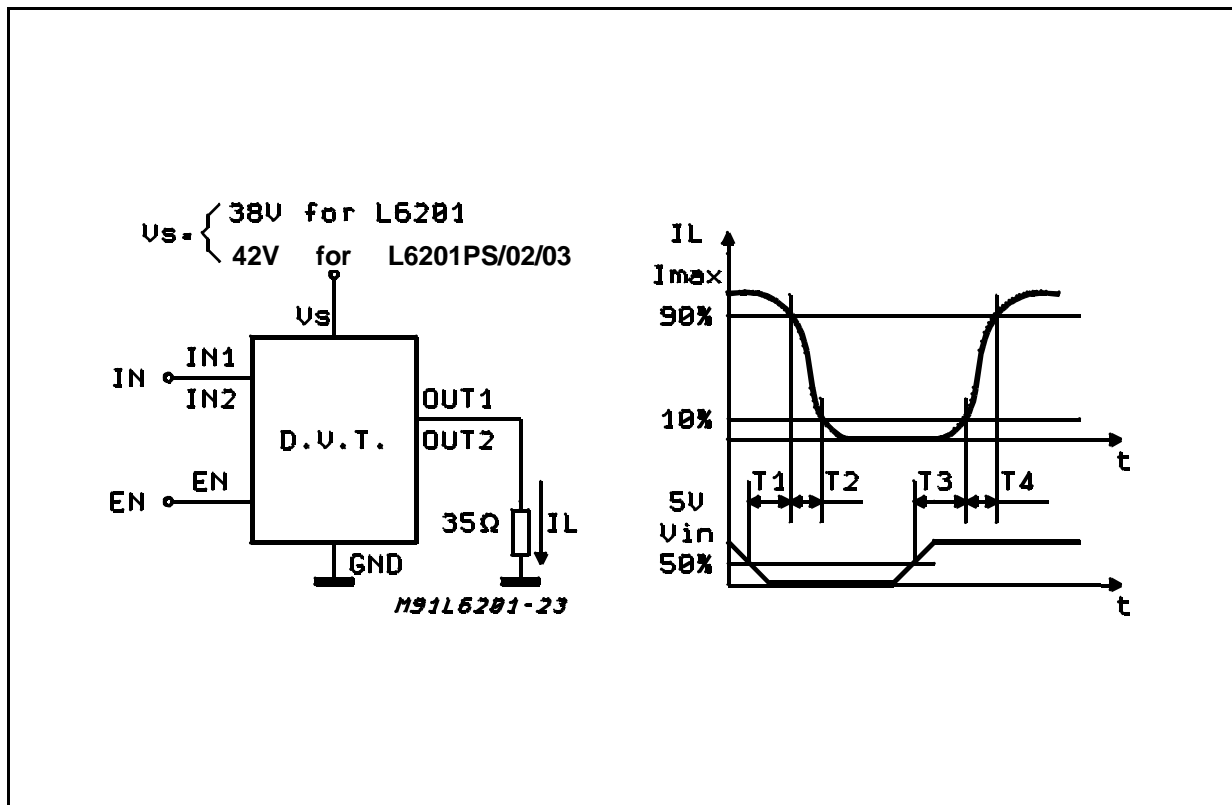 Vs= { 38V for L6201
42V for L6201PS/02/03
Vs
IN
IN1
IN2
D.V.T.
OUT1
OUT2
EN
EN
35Ω
IL
GND
M91L6201-23
IL
Imax
90%
10%
t
T1 T2 T3 T4
5V
Vin
50%
t